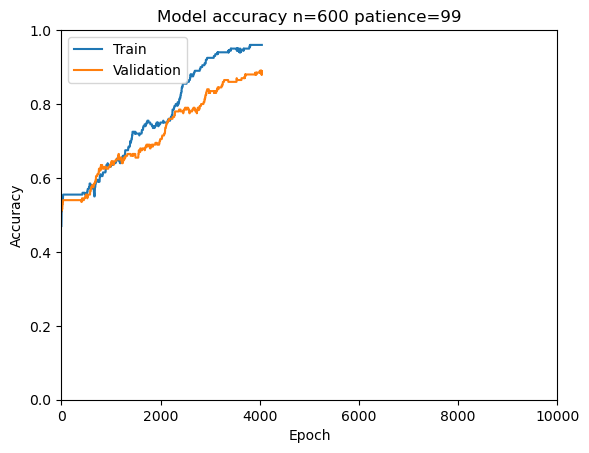 Model accuracy n=600 patience=99
Train
Validation
Accuracy
1.0
0.8
0.6
0.4
0.2
0.0
0 2000 4000 6000 8000 10000
Epoch